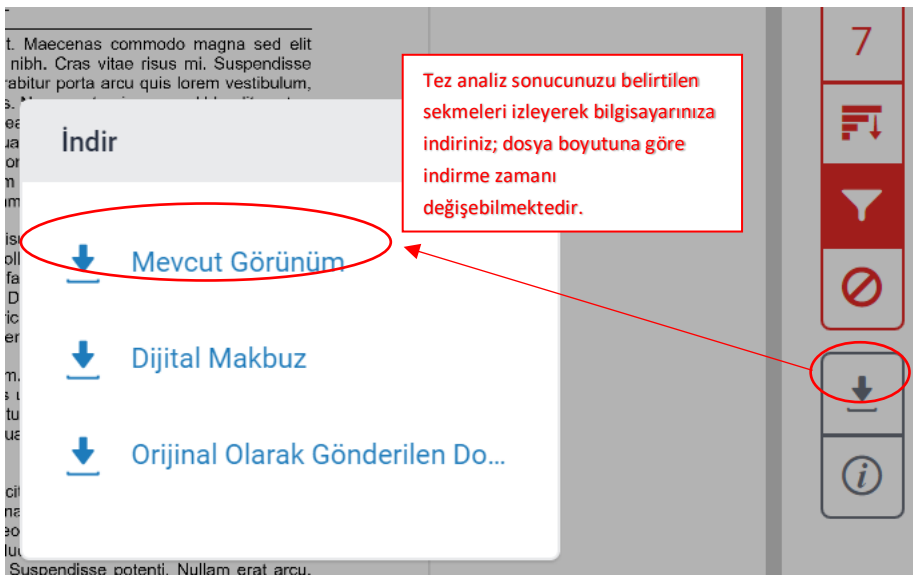 t. Maecenas commodo magna sed elit
nibh. Cras vitae risus mi. Suspendisse
abitur porta arcu quis lorem vestibulum,
7
Tez analiz sonucunuzu belirtilen
sekmeleri izleyerek bilgisayarınıza
indiriniz; dosya boyutuna göre
indirme zamanı
değişebilmektedir.
İndir
Mevcut Görünüm
Dijital Makbuz
Orijinal Olarak Gönderilen Do...
Suspendisse potenti. Nullam erat arcu,